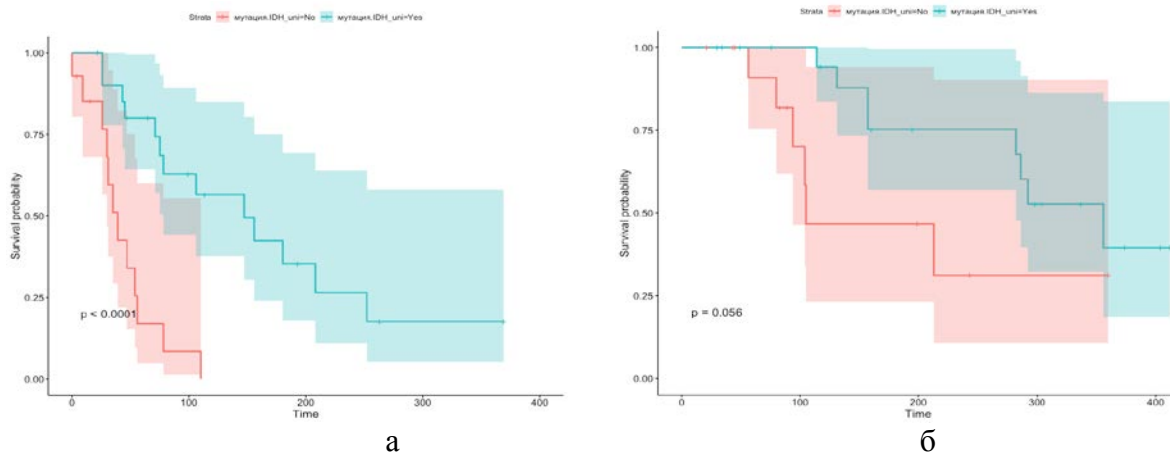 Strata мутация.IDH_uni=No мутация.IDH_uni=Yes
1.00
0.75
0.50
0.25
0.00
Survival probability
p < 0.0001
0 100 200 300 400
Time
а
Strata мутация.IDH_uni=No мутация.IDH_uni=Yes
1.00
0.75
0.50
0.25
0.00
Survival probability
p = 0.056
0 100 200 300 400
Time
б